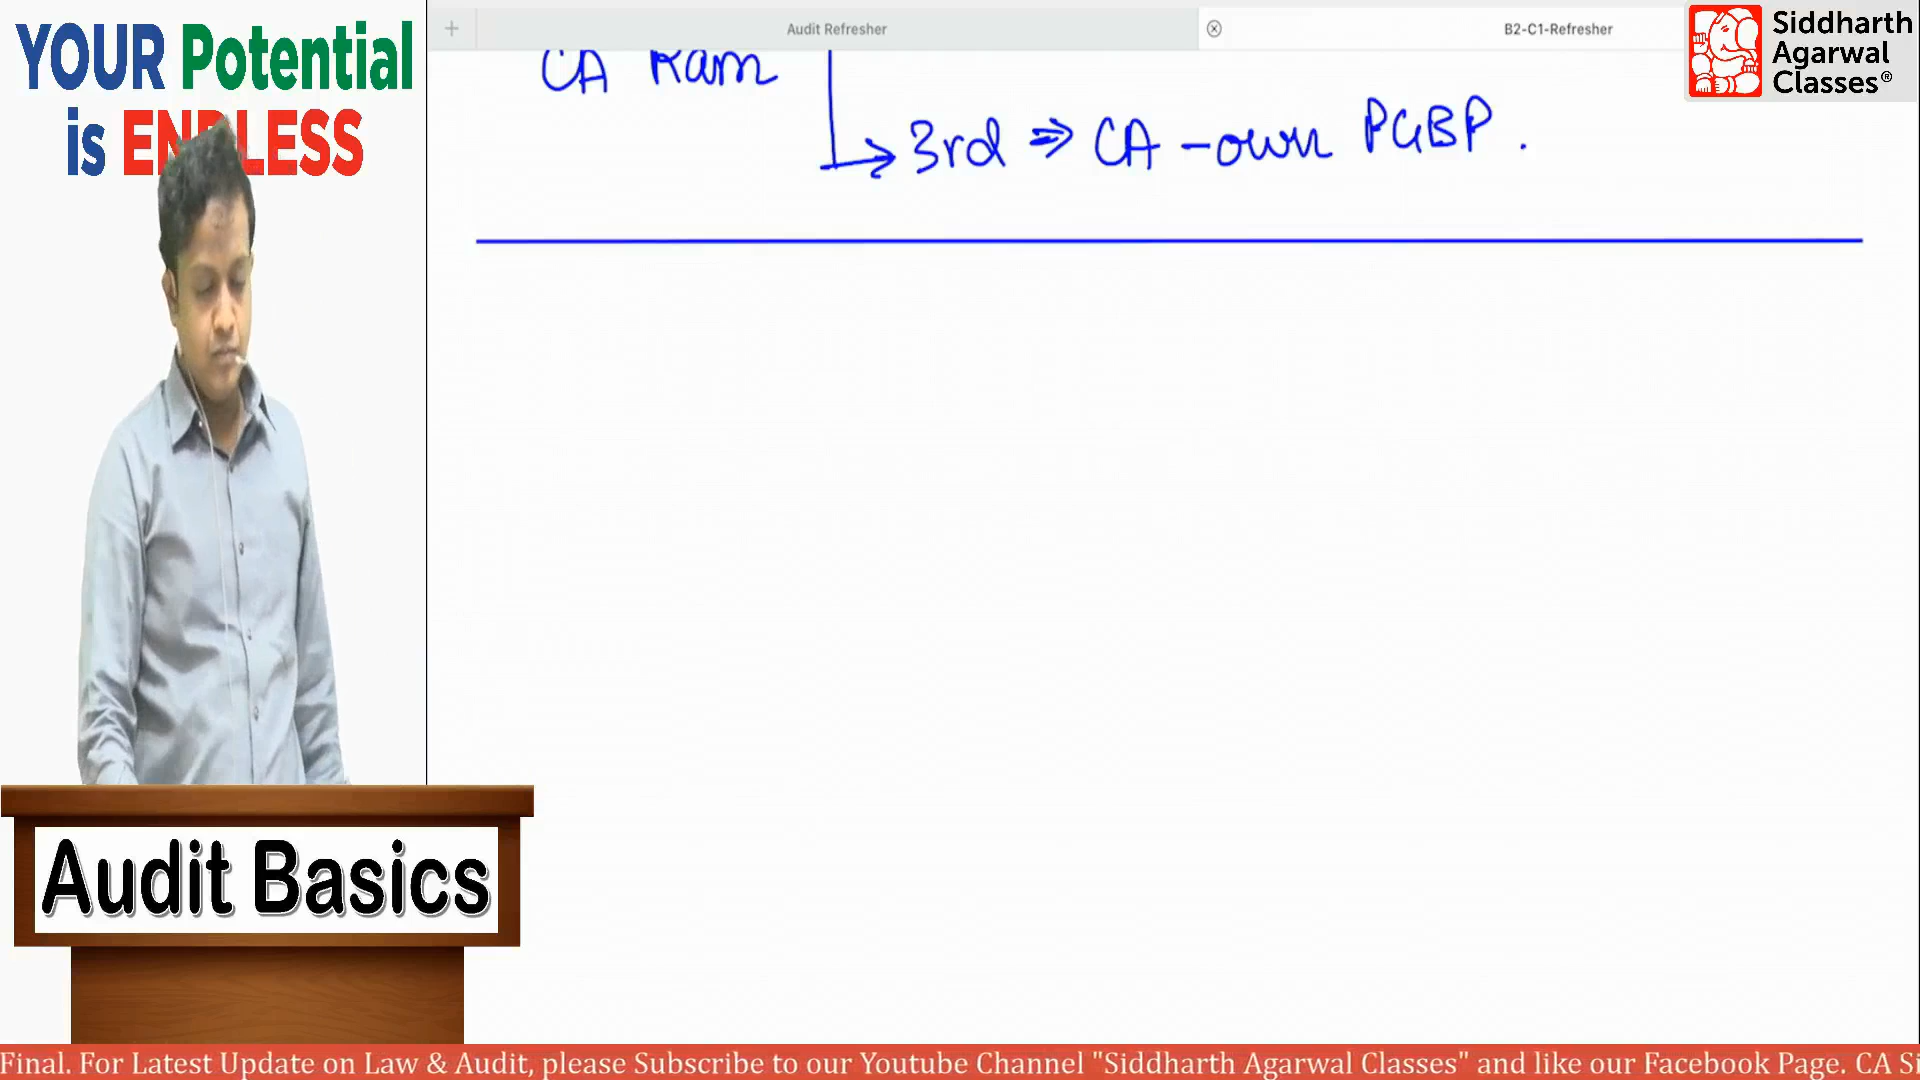 YOUR Potential
is ENDLESS
+ Audit Refresher
B2-C1-Refresher
Siddharth
Agarwal
Classes®
CA Ram
3rd ⇒ CA - own PGBP.
Audit Basics
Final. For Latest Update on Law & Audit, please Subscribe to our Youtube Channel "Siddharth Agarwal Classes" and like our Facebook Page. CA Si